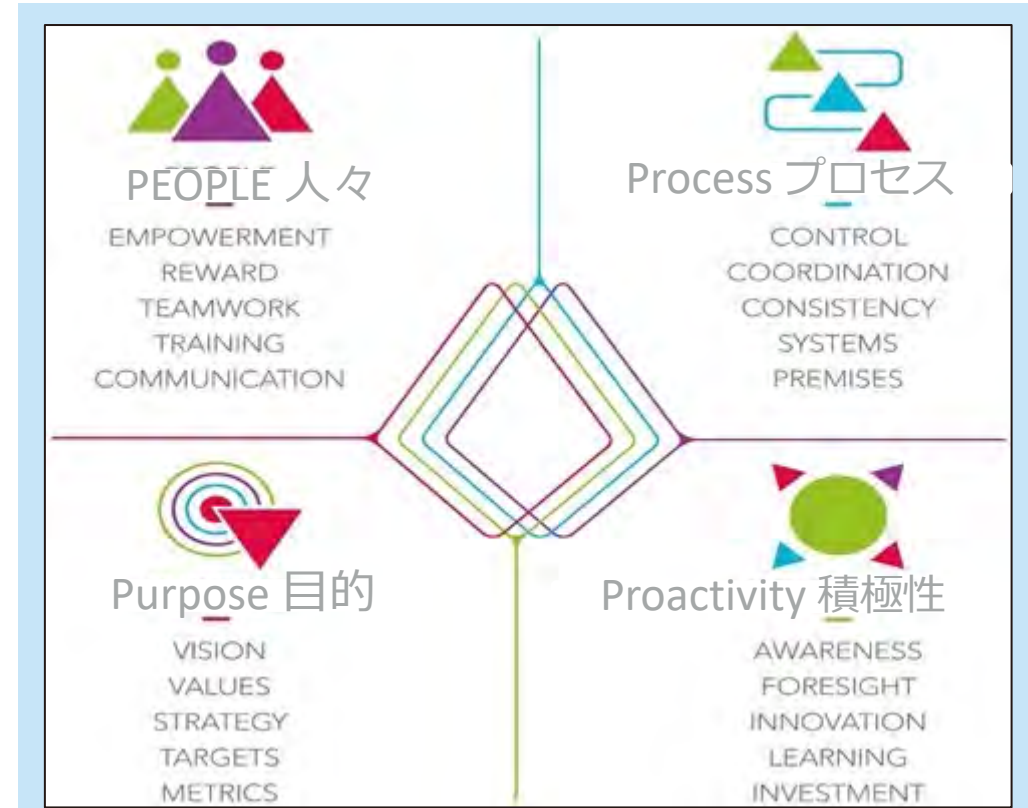 PEOPLE 人々
EMPOWERMENT
REWARD
TEAMWORK
TRAINING
COMMUNICATION
Process プロセス
CONTROL
COORDINATION
CONSISTENCY
SYSTEMS
PREMISES
Purpose 目的
VISION
VALUES
STRATEGY
TARGETS
METRICS
Proactivity 積極性
AWARENESS
FORESIGHT
INNOVATION
LEARNING
INVESTMENT